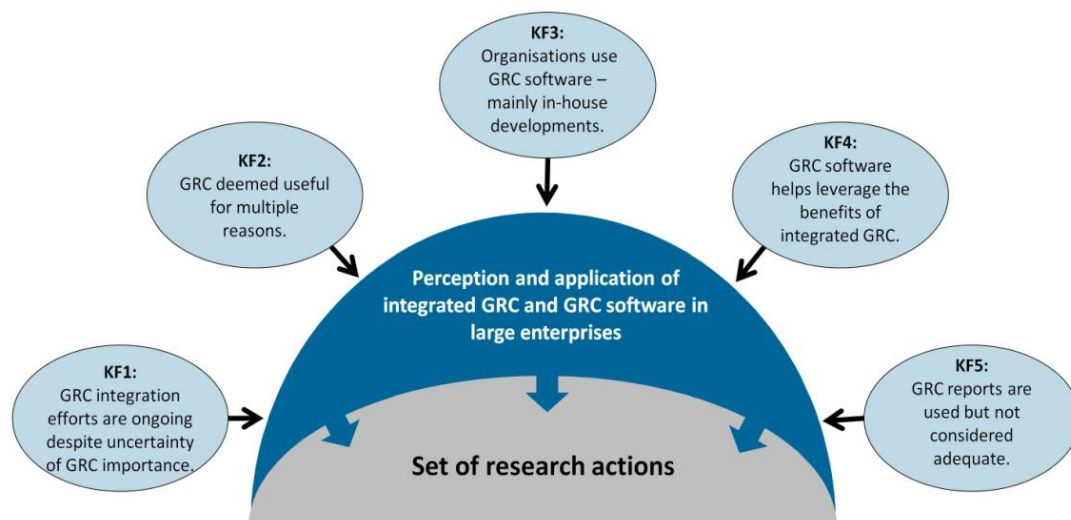 KF3:
Organisations use
GRC software –
mainly in-house
developments.
KF2:
GRC deemed useful
for multiple
reasons.
KF4:
GRC software
helps leverage the
benefits of
integrated GRC.
Perception and application of
integrated GRC and GRC software in
large enterprises
KF1:
GRC integration
efforts are ongoing
despite uncertainty
of GRC importance.
KF5:
GRC reports are
used but not
considered
adequate.
Set of research actions